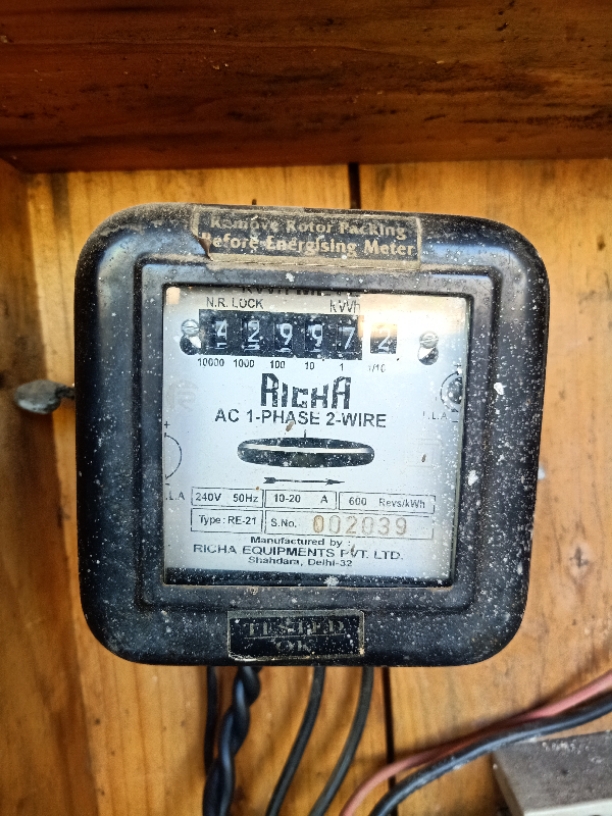 Remove Rotor Packing
Before Energising Meter
N.R. LOCK kWh
4 2 9 9 7 2
10000 1000 100 10 1 1/10
RICHA
AC 1-PHASE 2-WIRE
240V 50Hz 10-20 A 600 Revs/kWh
Type: RE-21 S.No. 002039
Manufactured by :
RICHA EQUIPMENTS PVT. LTD.
Shahdara, Delhi-32
TESTED
OK